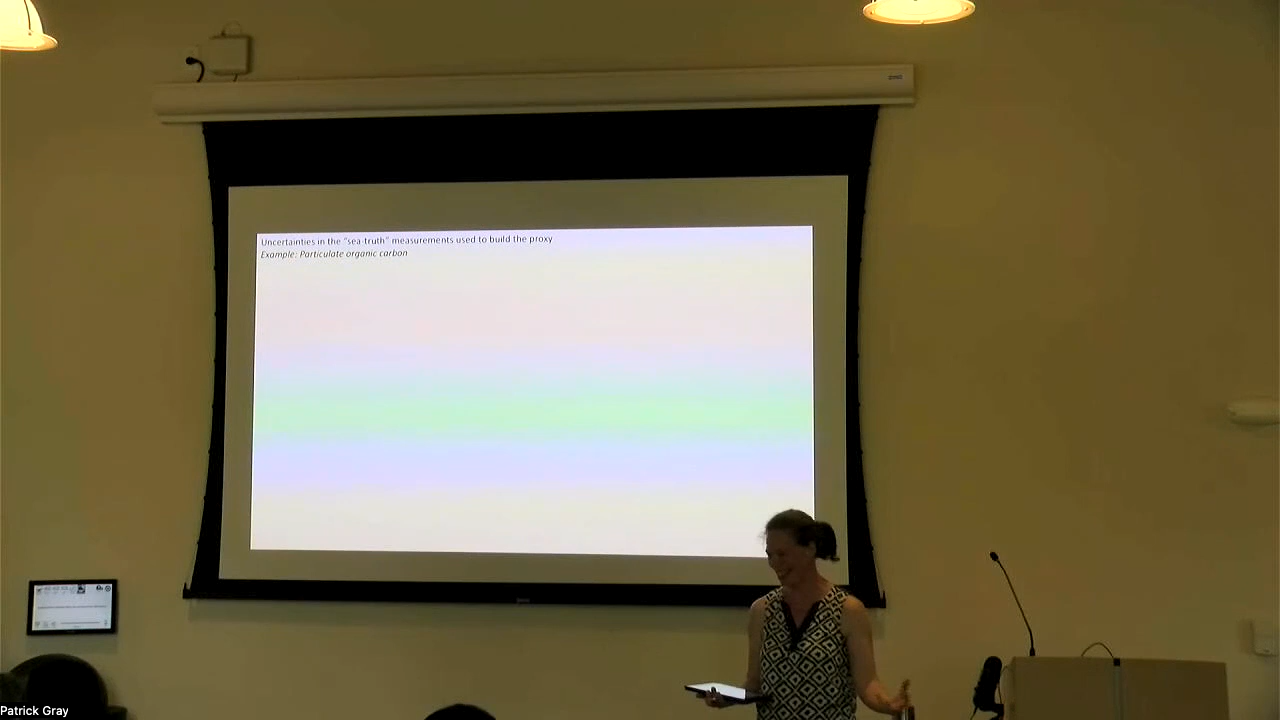 Uncertainties in the "sea-truth" measurements used to build the proxy
Example: Particulate organic carbon
Patrick Gray